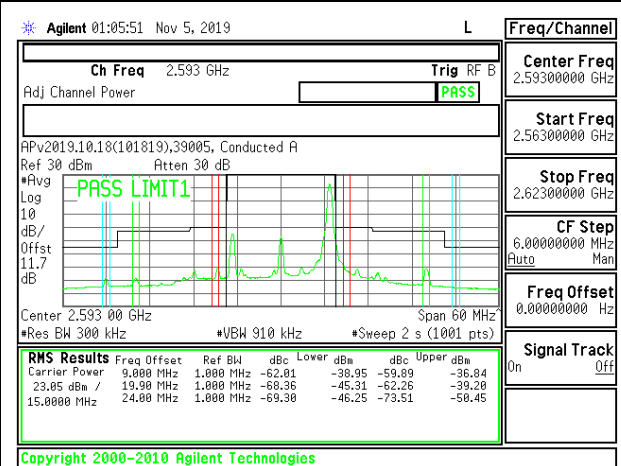 Agilent 01:05:51 Nov 5, 2019 L
Freq/Channel
Ch Freq 2.593 GHz Trig RF B
Adj Channel Power PASS
Center Freq
2.59300000 GHz
Start Freq
2.56300000 GHz
APv2019.10.18(101819),39005, Conducted A
Ref 30 dBm Atten 30 dB
#Avg
Log
10
dB/
Offst
11.7
dB
PASS LIMIT1
Stop Freq
2.62300000 GHz
CF Step
6.00000000 MHz
Auto Man
Freq Offset
0.00000000 Hz
Center 2.593 00 GHz Span 60 MHz^
#Res BW 300 kHz #VBW 910 kHz #Sweep 2 s (1001 pts)
Signal Track
On Off
RMS Results Freq Offset Ref BW dBc Lower dBm dBc Upper dBm
Carrier Power 9.000 MHz 1.000 MHz -62.01 -38.95 -59.89 -36.84
23.05 dBm / 19.90 MHz 1.000 MHz -68.36 -45.31 -62.26 -39.20
15.0000 MHz 24.00 MHz 1.000 MHz -69.30 -46.25 -73.51 -50.45
Copyright 2000-2010 Agilent Technologies